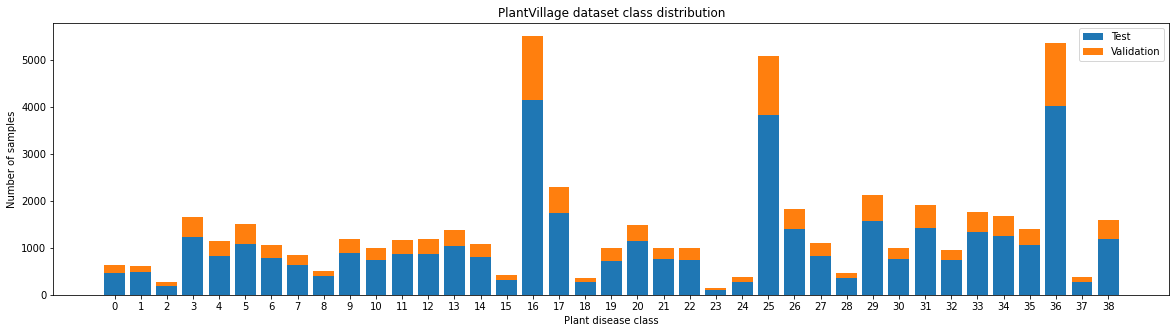 PlantVillage dataset class distribution
Test
Validation
Number of samples
5000
4000
3000
2000
1000
0
0 1 2 3 4 5 6 7 8 9 10 11 12 13 14 15 16 17 18 19 20 21 22 23 24 25 26 27 28 29 30 31 32 33 34 35 36 37 38
Plant disease class